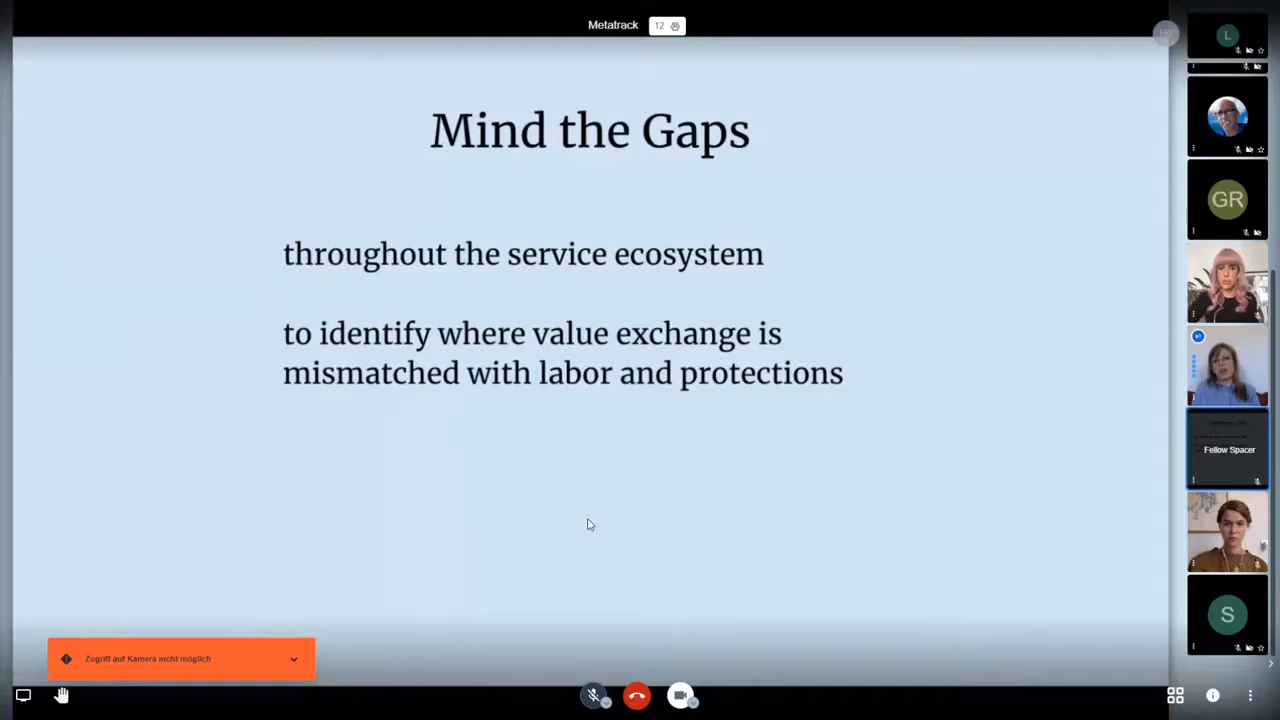 Metatrack 12
HD
L
Mind the Gaps
GR
throughout the service ecosystem
to identify where value exchange is
mismatched with labor and protections
Fellow Spacer
S
Zugriff auf Kamera nicht möglich